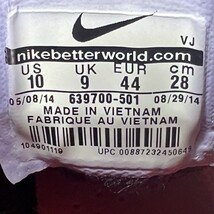 VJ
nikebetterworld.com
US UK EUR CM
10 9 44 28
05/08/14 639700-501 08/29/14
MADE IN VIETNAM
FABRIQUE AU VIETNAM
104901119
UPC